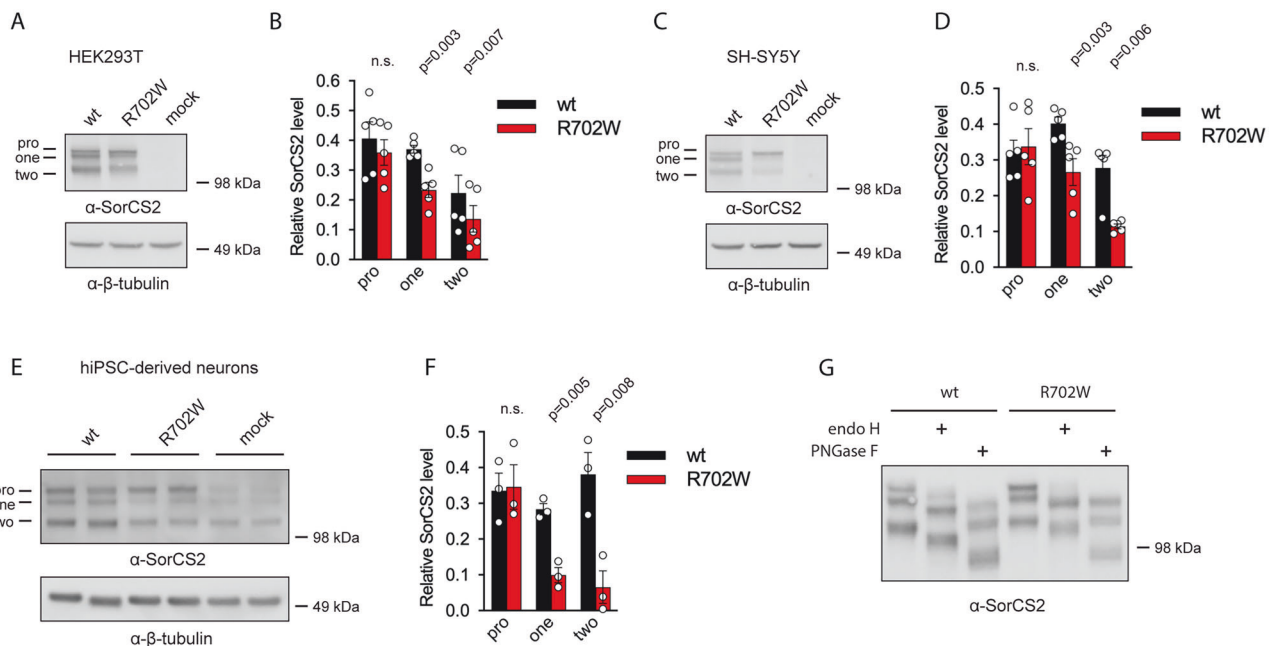 A
HEK293T
wt
R702W
mock
pro
one
two
98 kDa
α-SorCS2
49 kDa
α-β-tubulin
B
n.s.
p=0.003
p=0.007
Relative SorCS2 level
0.6
0.5
0.4
0.3
0.2
0.1
0.0
pro
one
two
wt
R702W
C
SH-SY5Y
wt
R702W
mock
pro
one
two
98 kDa
α-SorCS2
49 kDa
α-β-tubulin
D
n.s.
p=0.003
p=0.006
Relative SorCS2 level
0.5
0.4
0.3
0.2
0.1
0.0
pro
one
two
wt
R702W
E
hiPSC-derived neurons
wt
R702W
mock
pro
ne
wo
98 kDa
α-SorCS2
49 kDa
α-β-tubulin
F
n.s.
p=0.005
p=0.008
Relative SorCS2 level
0.5
0.4
0.3
0.2
0.1
0.0
pro
one
two
wt
R702W
G
wt
R702W
endo H + +
PNGase F + +
98 kDa
α-SorCS2